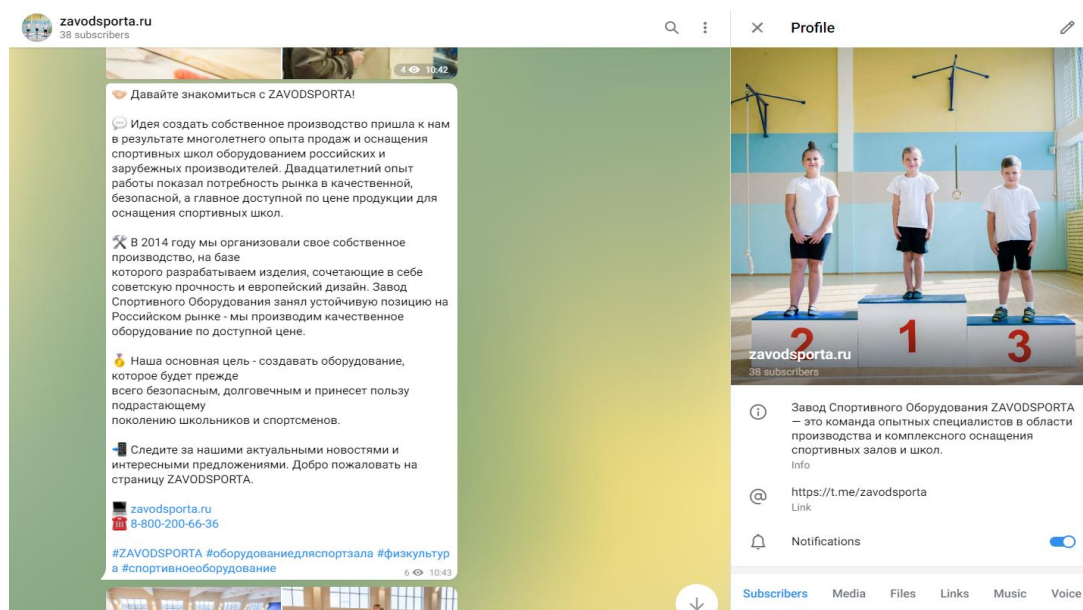 zavodsporta.ru
38 subscribers
4 10:42
Давайте знакомиться с ZAVODSPORTA!
Идея создать собственное производство пришла к нам
в результате многолетнего опыта продаж и оснащения
спортивных школ оборудованием российских и
зарубежных производителей. Двадцатилетний опыт
работы показал потребность рынка в качественной,
безопасной, а главное доступной по цене продукции для
оснащения спортивных школ.
В 2014 году мы организовали свое собственное
производство, на базе
которого разрабатываем изделия, сочетающие в себе
советскую прочность и европейский дизайн. Завод
Спортивного Оборудования занял устойчивую позицию на
Российском рынке - мы производим качественное
оборудование по доступной цене.
Наша основная цель - создавать оборудование,
которое будет прежде
всего безопасным, долговечным и принесет пользу
подрастающему
поколению школьников и спортсменов.
Следите за нашими актуальными новостями и
интересными предложениями. Добро пожаловать на
страницу ZAVODSPORTA.
zavodsporta.ru
8-800-200-66-36
#ZAVODSPORTA #оборудованиедляспортзала #физкультур
а #спортивноеоборудование
6 10:43
Profile
2 1 3
zavodsporta.ru
38 subscribers
Завод Спортивного Оборудования ZAVODSPORTA
— это команда опытных специалистов в области
производства и комплексного оснащения
спортивных залов и школ.
Info
https://t.me/zavodsporta
Link
Notifications
Subscribers Media Files Links Music Voice